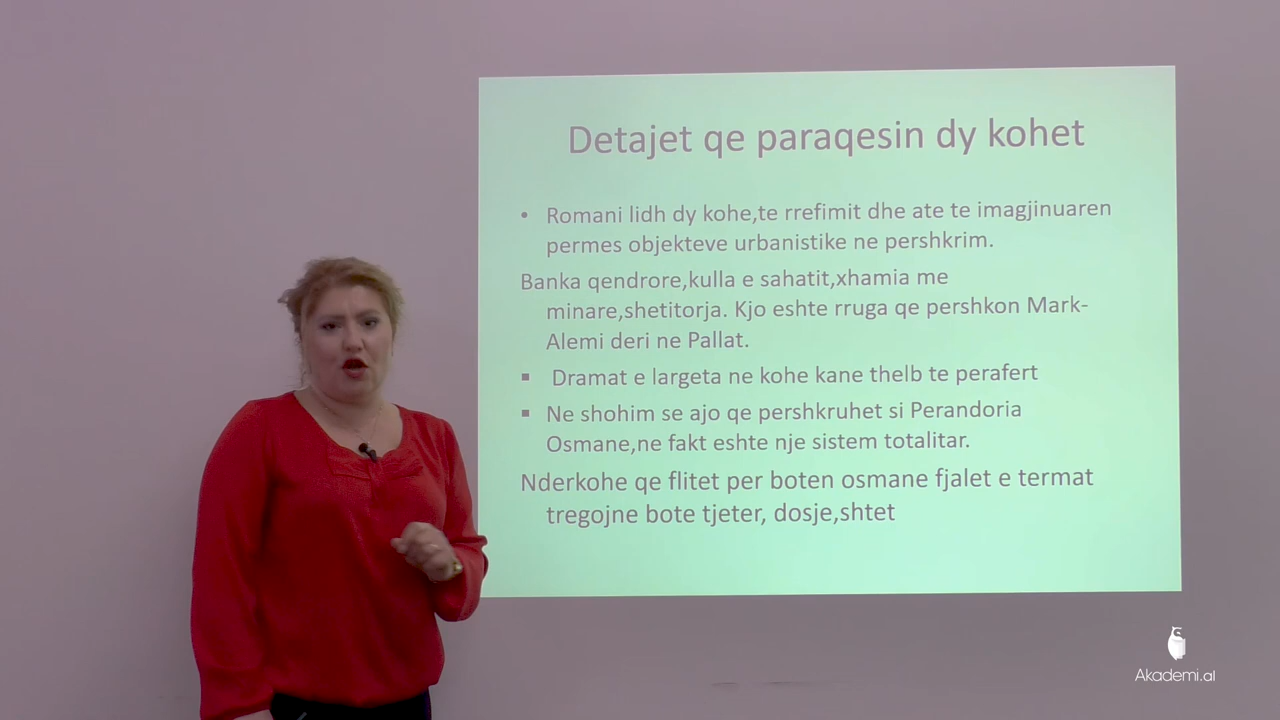 Detajet qe paraqesin dy kohet
• Romani lidh dy kohe,te rrefimit dhe ate te imagjinuaren
permes objekteve urbanistike ne pershkrim.
Banka qendrore,kulla e sahatit,xhamia me
minare,shetitorja. Kjo eshte rruga qe pershkon Mark-
Alemi deri ne Pallat.
▪ Dramat e largeta ne kohe kane thelb te perafert
▪ Ne shohim se ajo qe pershkruhet si Perandoria
Osmane,ne fakt eshte nje sistem totalitar.
Nderkohe qe flitet per boten osmane fjalet e termat
tregojne bote tjeter, dosje,shtet
Akademi.al